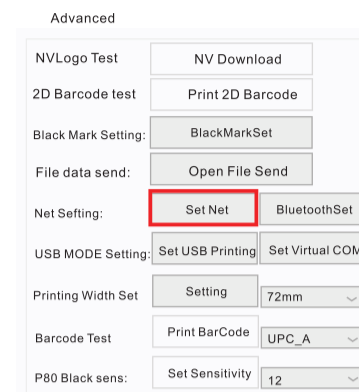 Advanced
NVLogo Test NV Download
2D Barcode test Print 2D Barcode
Black Mark Setting: BlackMarkSet
File data send: Open File Send
Net Sefting: Set Net BluetoothSet
USB MODE Setting: Set USB Printing Set Virtual COM
Printing Width Set Setting 72mm
Barcode Test Print BarCode UPC_A
P80 Black sens: Set Sensitivity 12